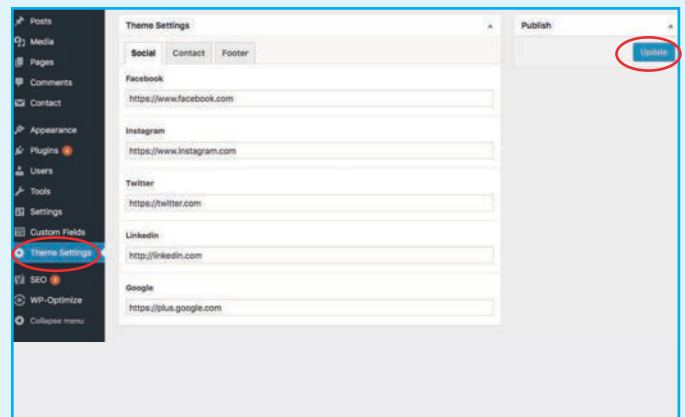 Posts
Media
Pages
Comments
Contact
Appearance
Plugins
Users
Tools
Settings
Custom Fields
Theme Settings
SEO
WP-Optimize
Collapse menu
Theme Settings
Social Contact Footer
Facebook
https://www.facebook.com
Instagram
https://www.instagram.com
Twitter
https://twitter.com
Linkedin
http://linkedin.com
Google
https://plus.google.com
Publish
Update